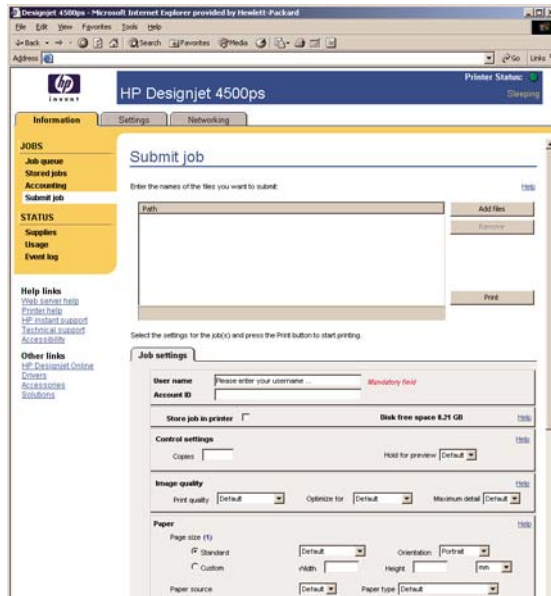 Designjet 4500ps - Microsoft Internet Explorer provided by Hewlett-Packard
File Edit View Favorites Tools Help
Back Search Favorites Media
Address Go Links
hp
invent
HP Designjet 4500ps
Printer Status:
Sleeping
Information Settings Networking
JOBS
Job queue
Stored jobs
Accounting
Submit job
STATUS
Supplies
Usage
Event log
Help links
Web server help
Printer help
HP instant support
Technical support
Accessibility
Other links
HP Designjet Online
Drivers
Accessories
Solutions
Submit job
Enter the names of the files you want to submit: Help
Path
Add files
Remove
Print
Select the settings for the job(s) and press the Print button to start printing.
Job settings
User name Please enter your username ... Mandatory field
Account ID
Store job in printer Disk free space 8.21 GB Help
Control settings Help
Copies Hold for preview Default
Image quality Help
Print quality Default Optimize for Default Maximum detail Default
Paper Help
Page size (1)
Standard Default Orientation Portrait
Custom Width Height mm
Paper source Default Paper type Default